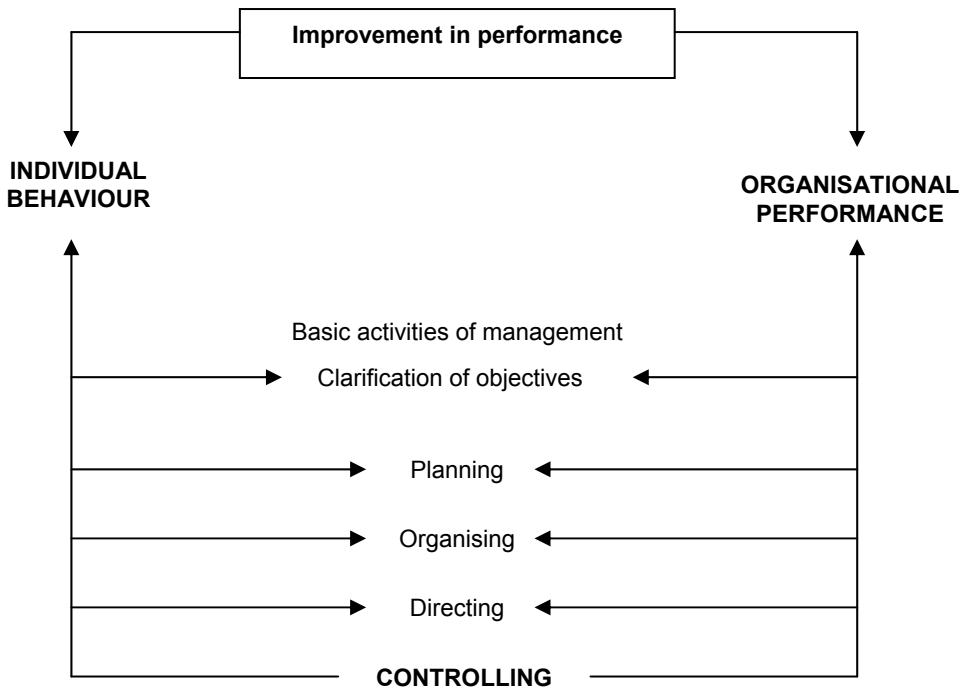 Improvement in performance
INDIVIDUAL
BEHAVIOUR
ORGANISATIONAL
PERFORMANCE
Basic activities of management
Clarification of objectives
Planning
Organising
Directing
CONTROLLING